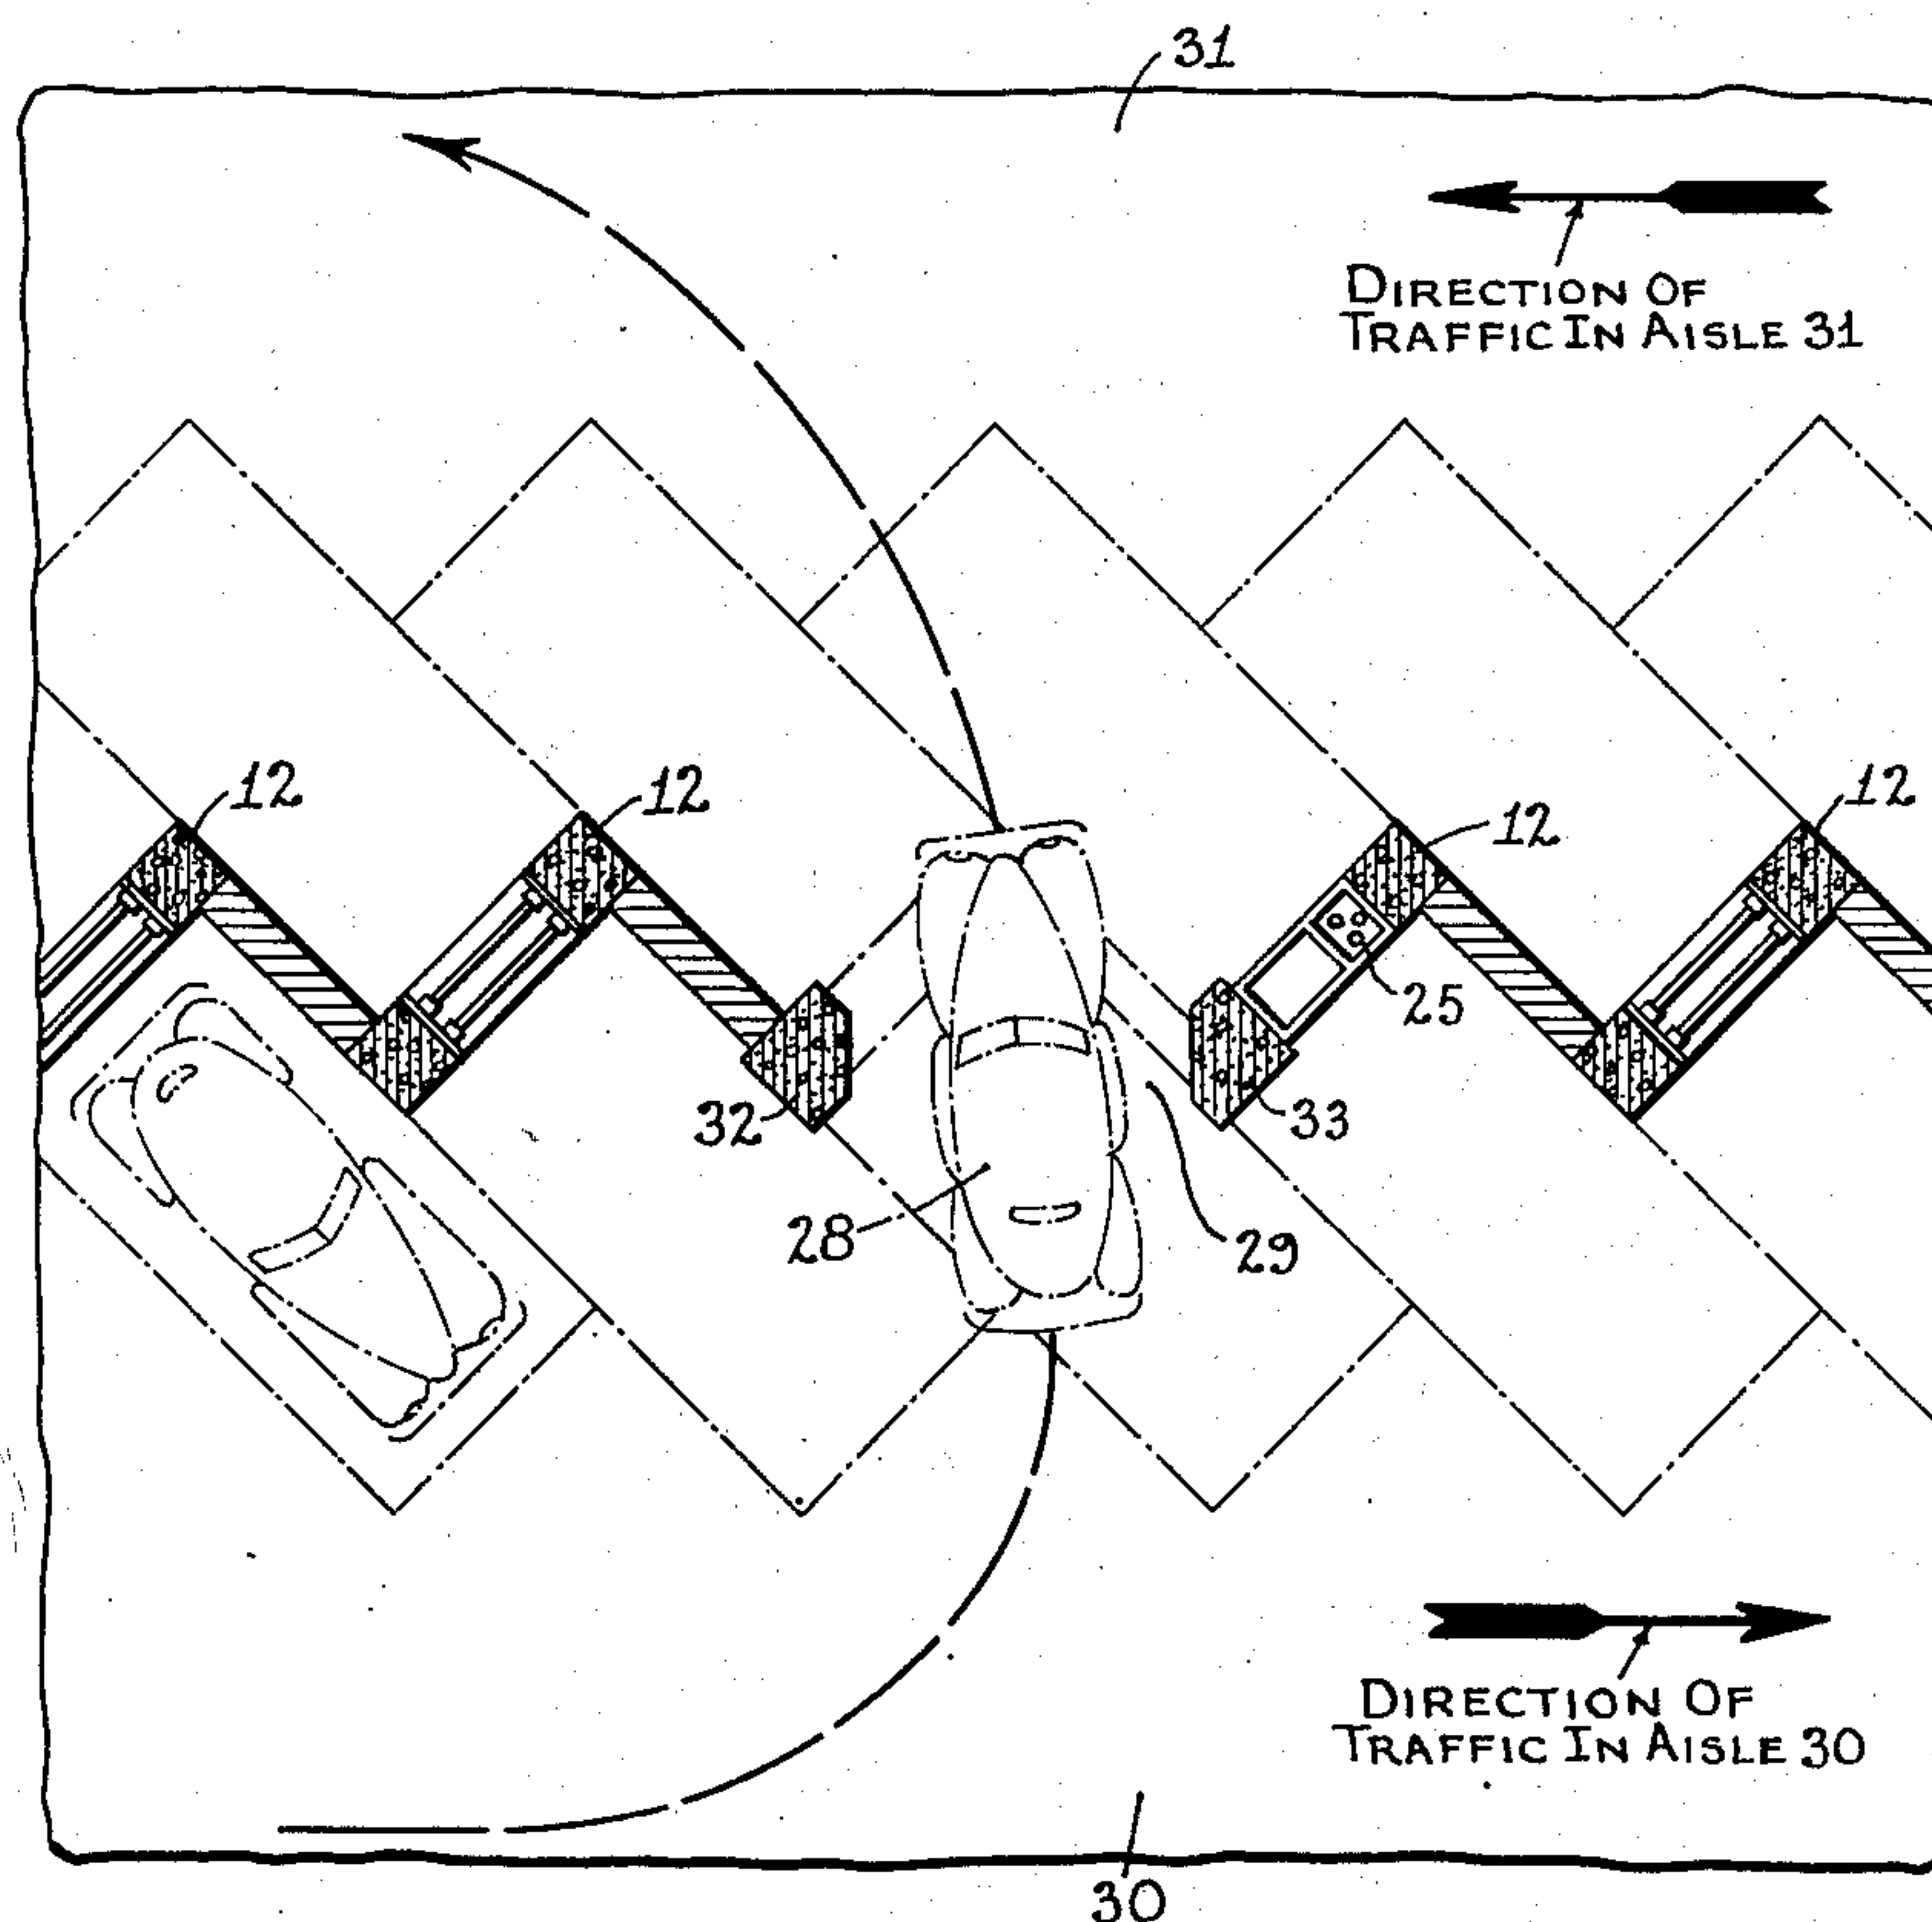 31
DIRECTION OF
TRAFFIC IN AISLE 31
12
12
12
12
25
32
33
28
29
DIRECTION OF
TRAFFIC IN AISLE 30
30